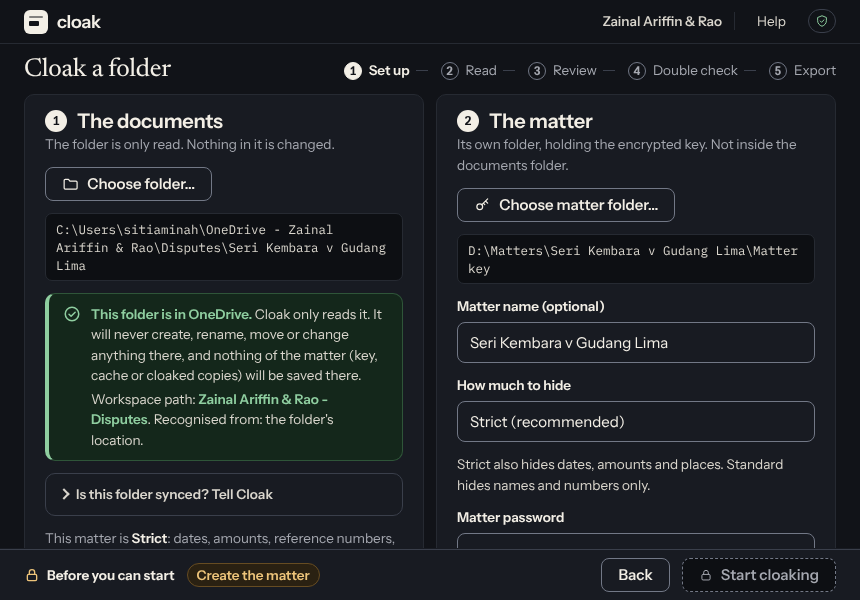 cloak
Zainal Ariffin & Rao
Help
Cloak a folder
1 Set up
2 Read
3 Review
4 Double check
5 Export
1 The documents
The folder is only read. Nothing in it is changed.
Choose folder...
C:\Users\sitiaminah\OneDrive - Zainal
Ariffin & Rao\Disputes\Seri Kembara v Gudang
Lima
This folder is in OneDrive. Cloak only reads it. It
will never create, rename, move or change
anything there, and nothing of the matter (key,
cache or cloaked copies) will be saved there.
Workspace path: Zainal Ariffin & Rao -
Disputes. Recognised from: the folder's
location.
Is this folder synced? Tell Cloak
This matter is Strict: dates, amounts, reference numbers,
2 The matter
Its own folder, holding the encrypted key. Not inside the
documents folder.
Choose matter folder...
D:\Matters\Seri Kembara v Gudang Lima\Matter
key
Matter name (optional)
Seri Kembara v Gudang Lima
How much to hide
Strict (recommended)
Strict also hides dates, amounts and places. Standard
hides names and numbers only.
Matter password
Before you can start
Create the matter
Back
Start cloaking